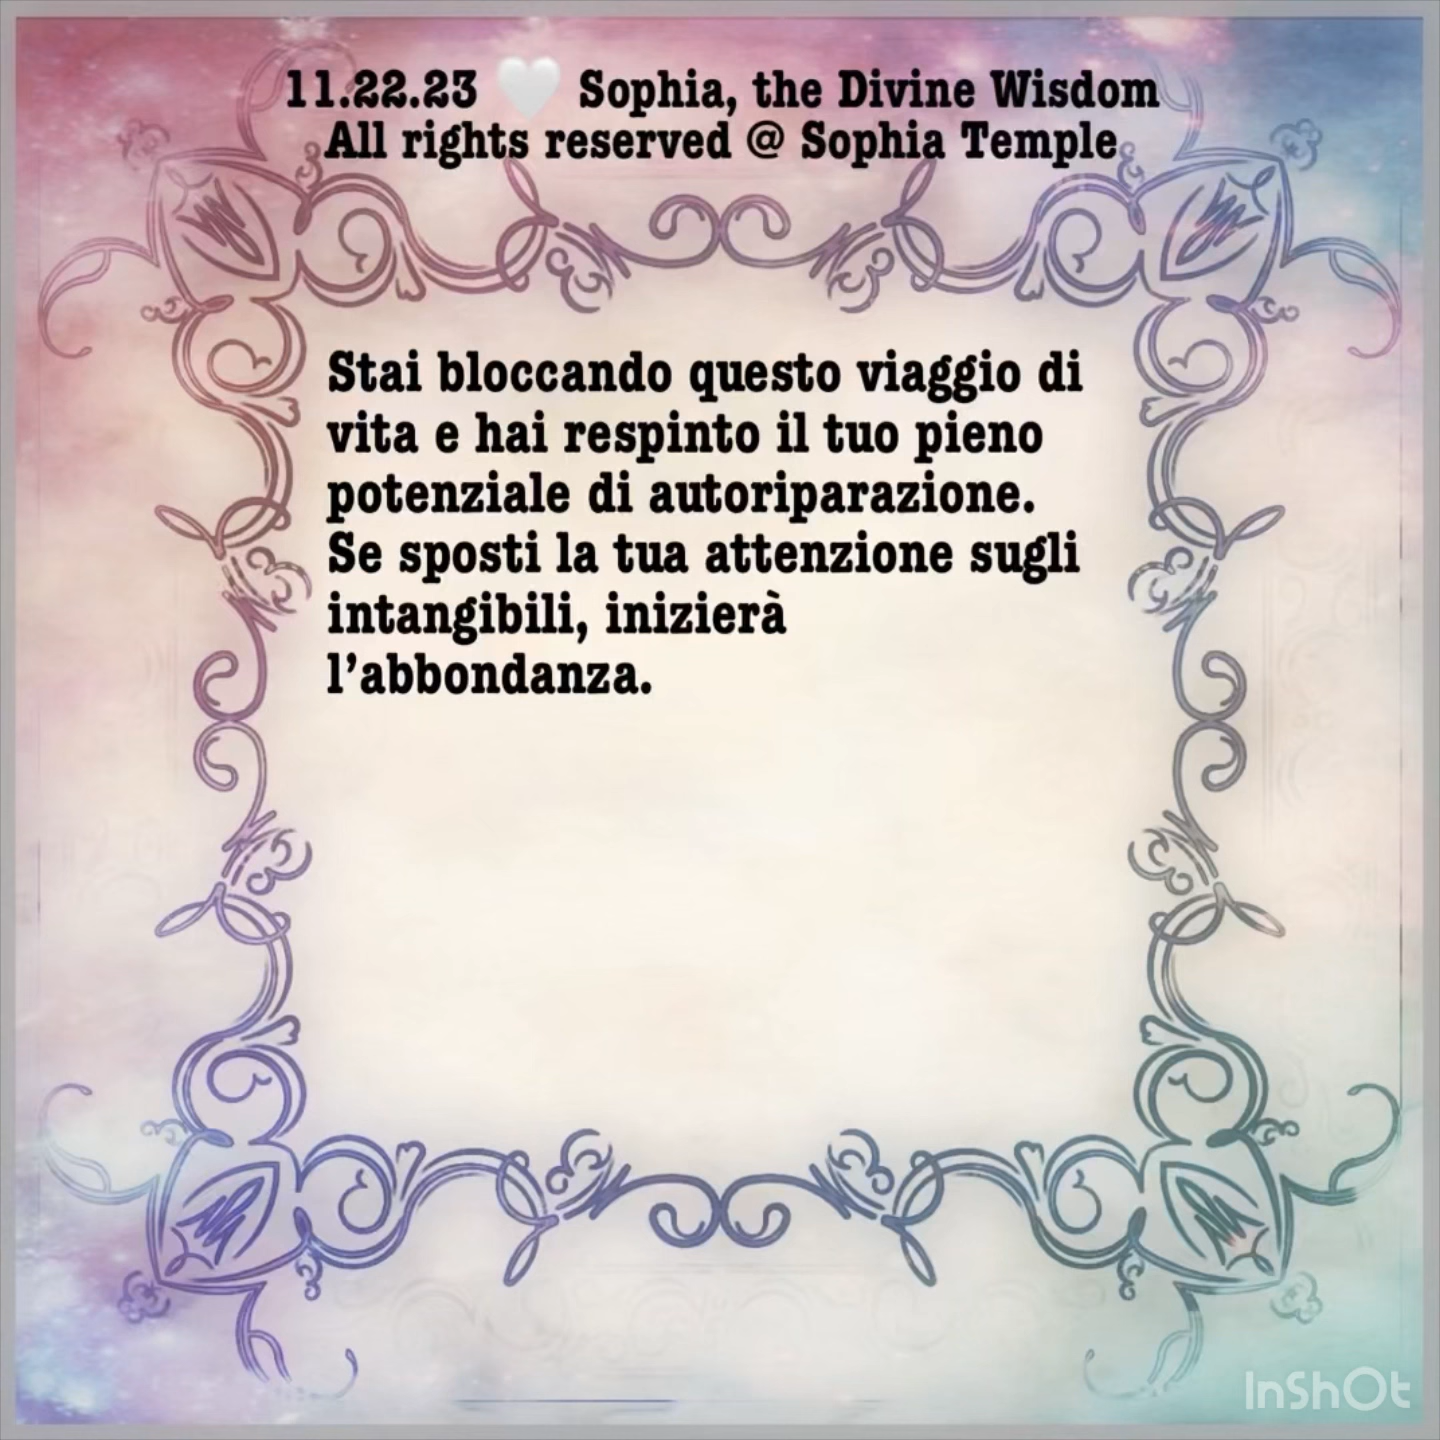 11.22.23 🤍 Sophia, the Divine Wisdom
All rights reserved @ Sophia Temple
Stai bloccando questo viaggio di
vita e hai respinto il tuo pieno
potenziale di autoriparazione.
Se sposti la tua attenzione sugli
intangibili, inizierà
l’abbondanza.
InShOt